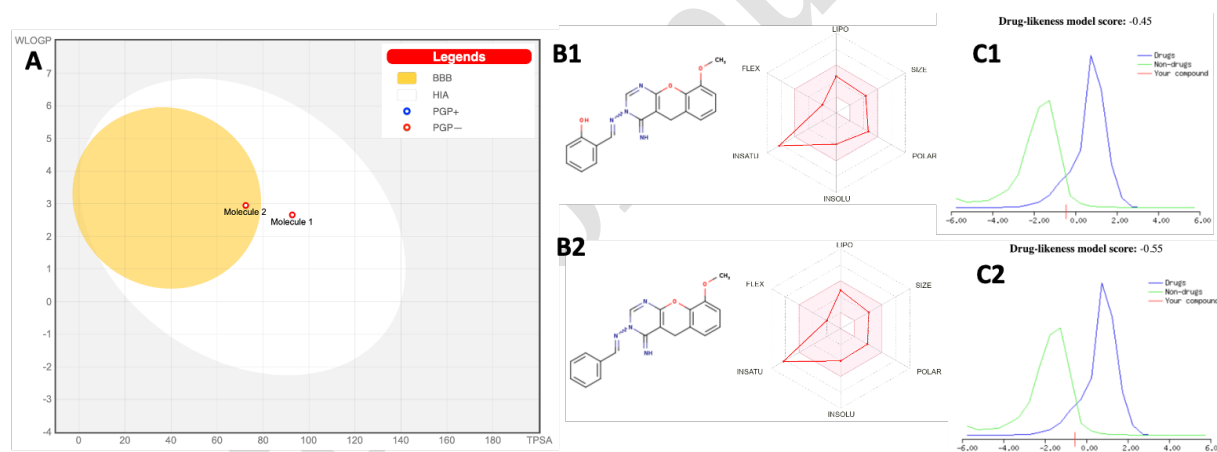 A
WLOGP
7
6
5
4
3
2
1
0
-1
-2
-3
-4
0 20 40 60 80 100 120 140 160 180 TPSA
Legends
BBB
HIA
PGP+
PGP−
Molecule 2
Molecule 1
B1
CH₃
O
N
O
N
N
NH
OH
LIPO
SIZE
POLAR
INSOLU
INSATU
FLEX
C1
Drug-likeness model score: -0.45
Drugs
Non-drugs
Your compound
-6.00 -4.00 -2.00 0.00 2.00 4.00 6.00
B2
CH₃
O
N
O
N
N
NH
LIPO
SIZE
POLAR
INSOLU
INSATU
FLEX
C2
Drug-likeness model score: -0.55
Drugs
Non-drugs
Your compound
-6.00 -4.00 -2.00 0.00 2.00 4.00 6.0